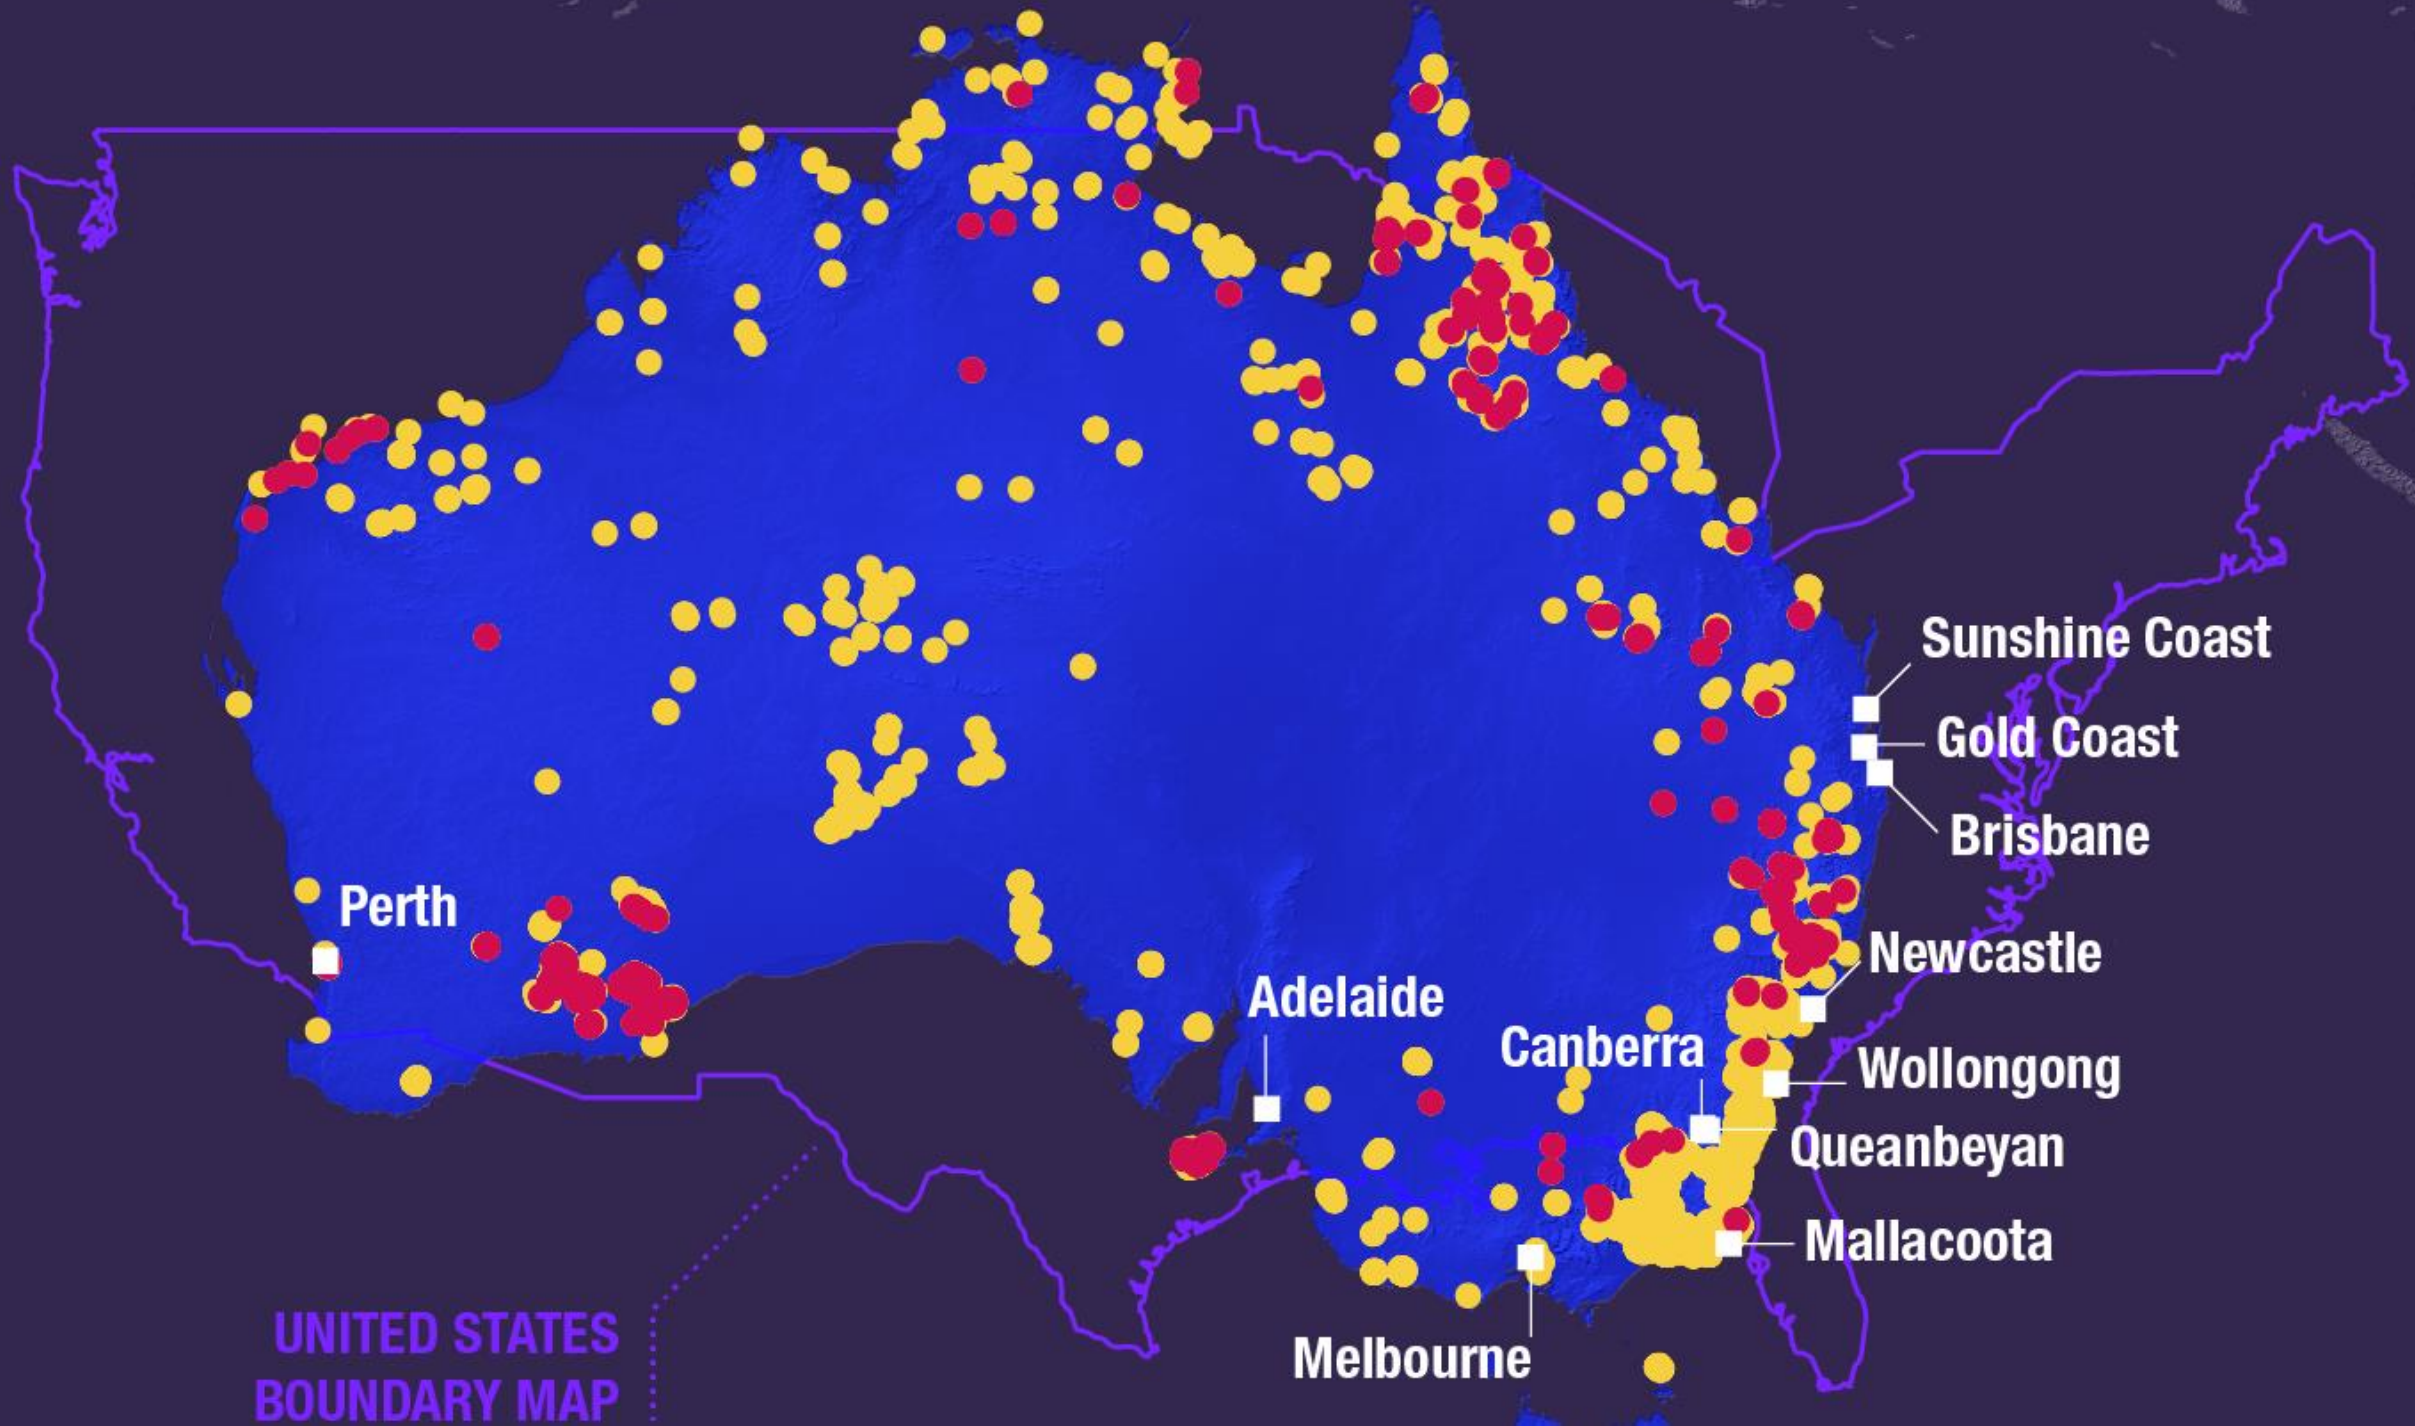 Sunshine Coast
Gold Coast
Brisbane
Perth
Newcastle
Adelaide
Canberra
Wollongong
Queanbeyan
Mallacoota
Melbourne
UNITED STATES
BOUNDARY MAP